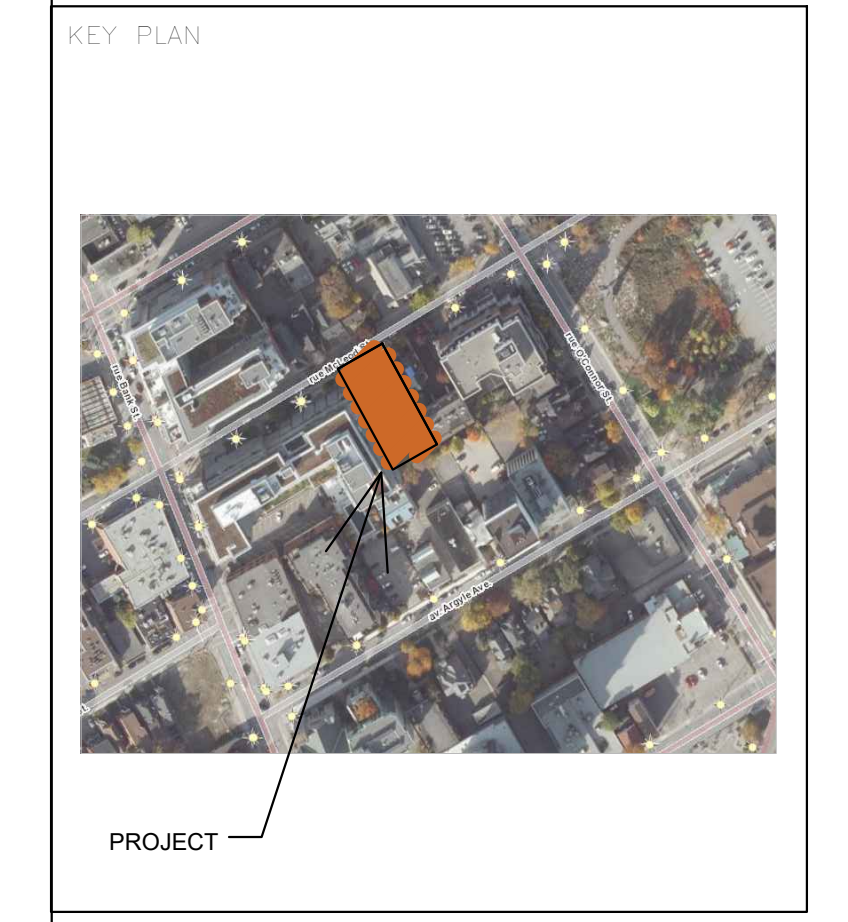 KEY PLAN
rue McLeod St.
rue Bank St.
rue O'Connor St.
av. Argyle Ave.
t.
PROJECT